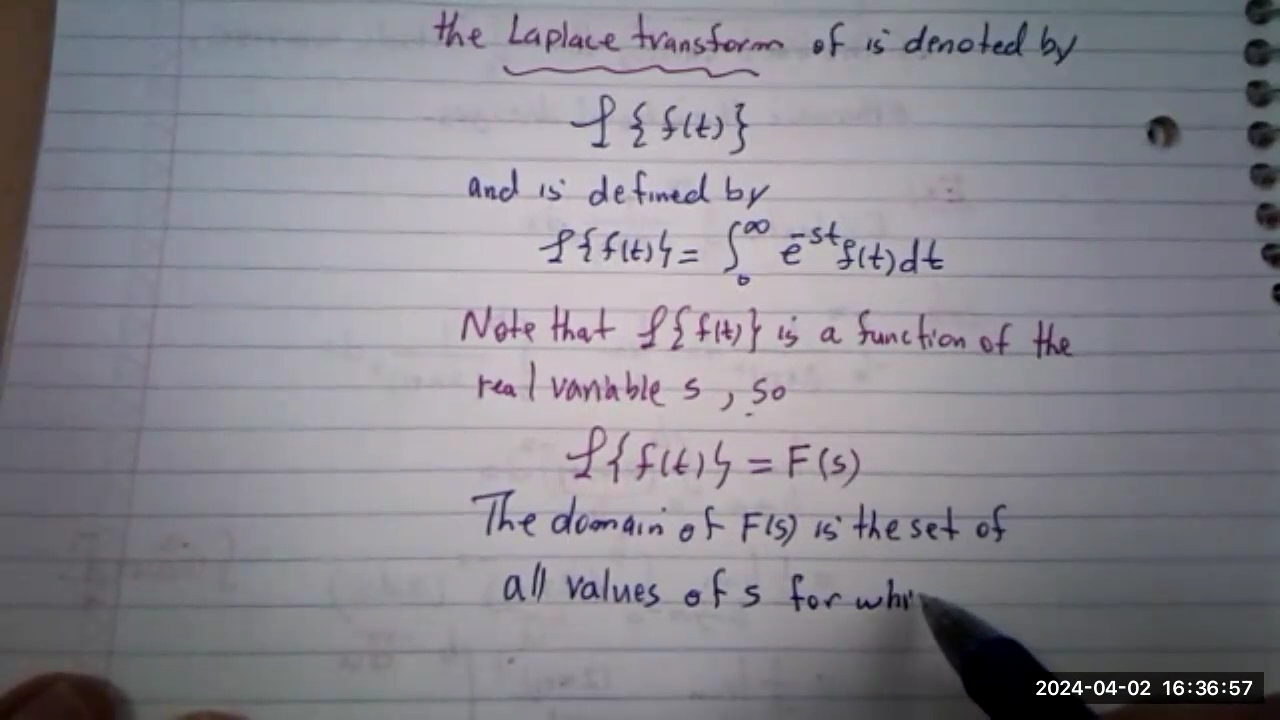 the Laplace transform of is denoted by
ℒ{f(t)}
and is defined by
ℒ{f(t)} = ∫₀^∞ e^{-st} f(t) dt
Note that ℒ{f(t)} is a function of the
real variable s, so
ℒ{f(t)} = F(s)
The domain of F(s) is the set of
all values of s for whi
2024-04-02 16:36:57